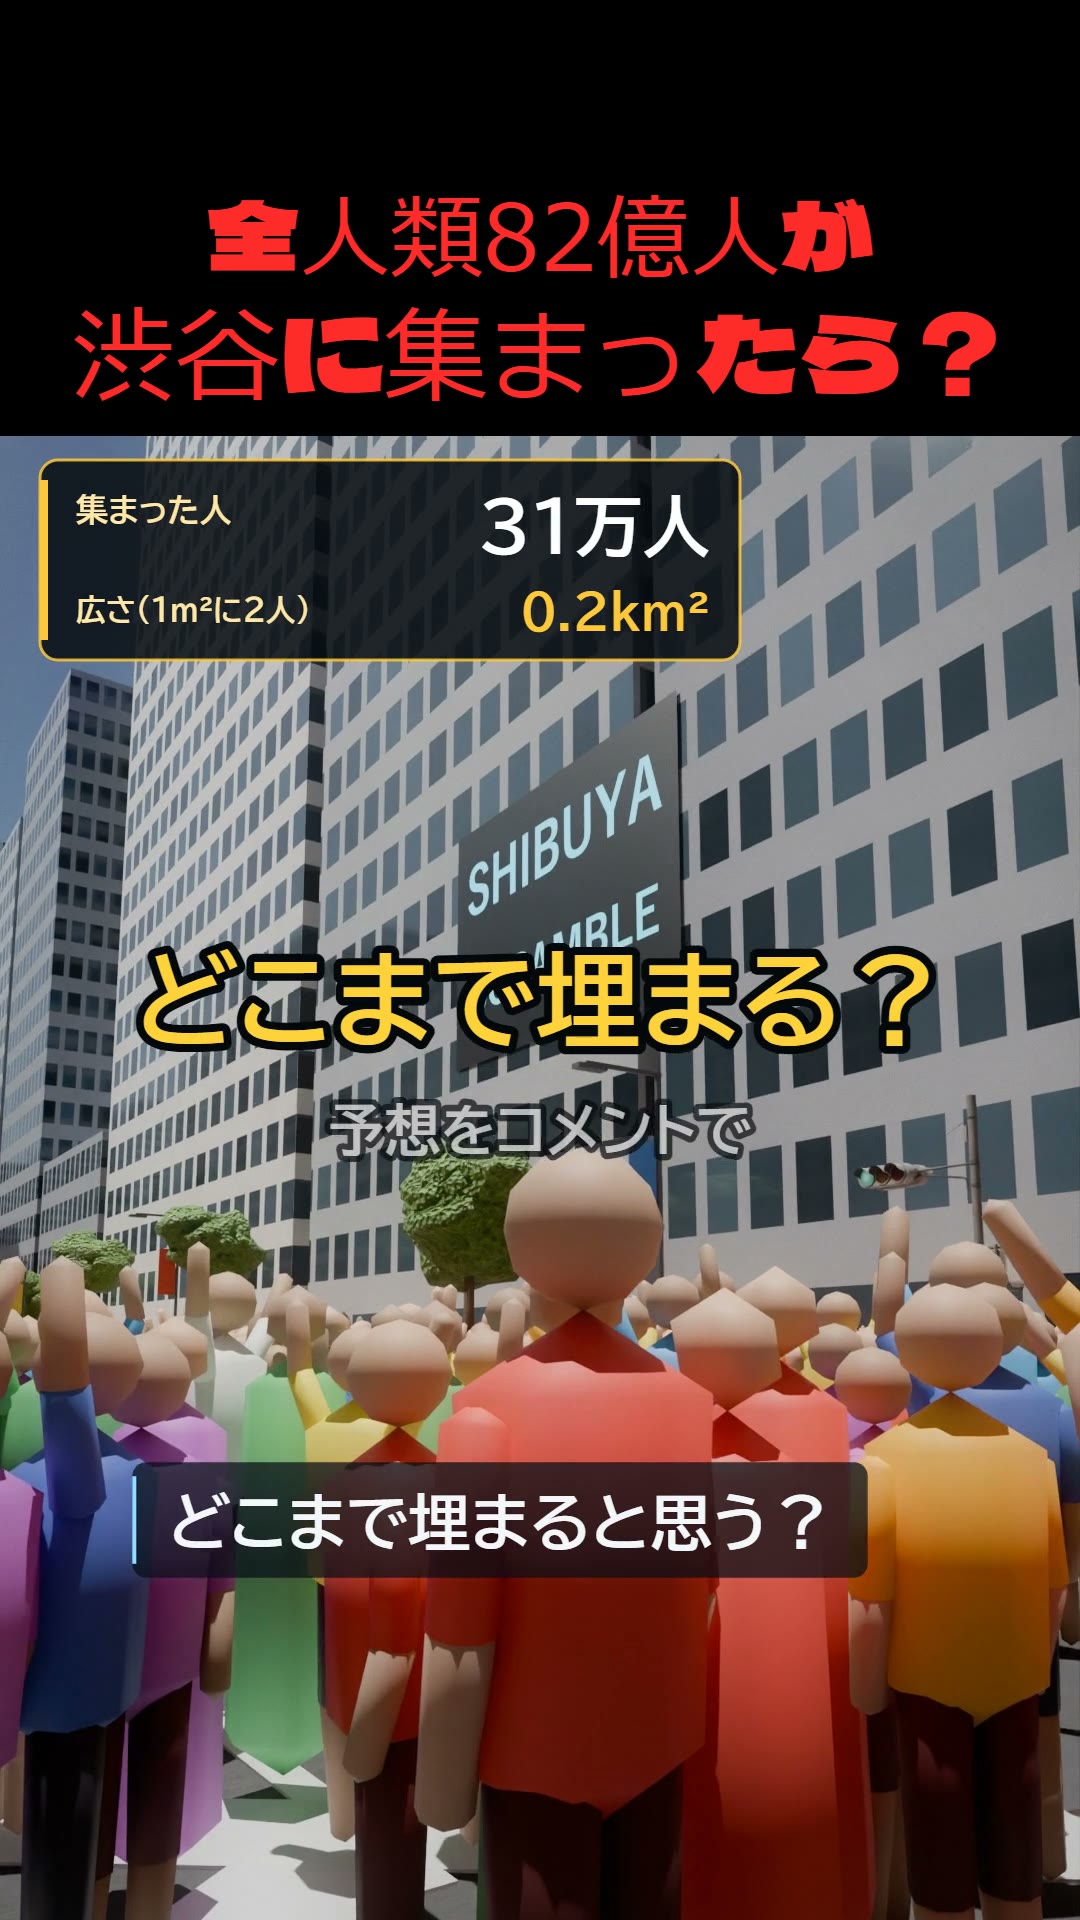 全人類82億人が
渋谷に集まったら？
集まった人 31万人
広さ(1m²に2人) 0.2km²
SHIBUYA
どこまで埋まる？
予想をコメントで
どこまで埋まると思う？